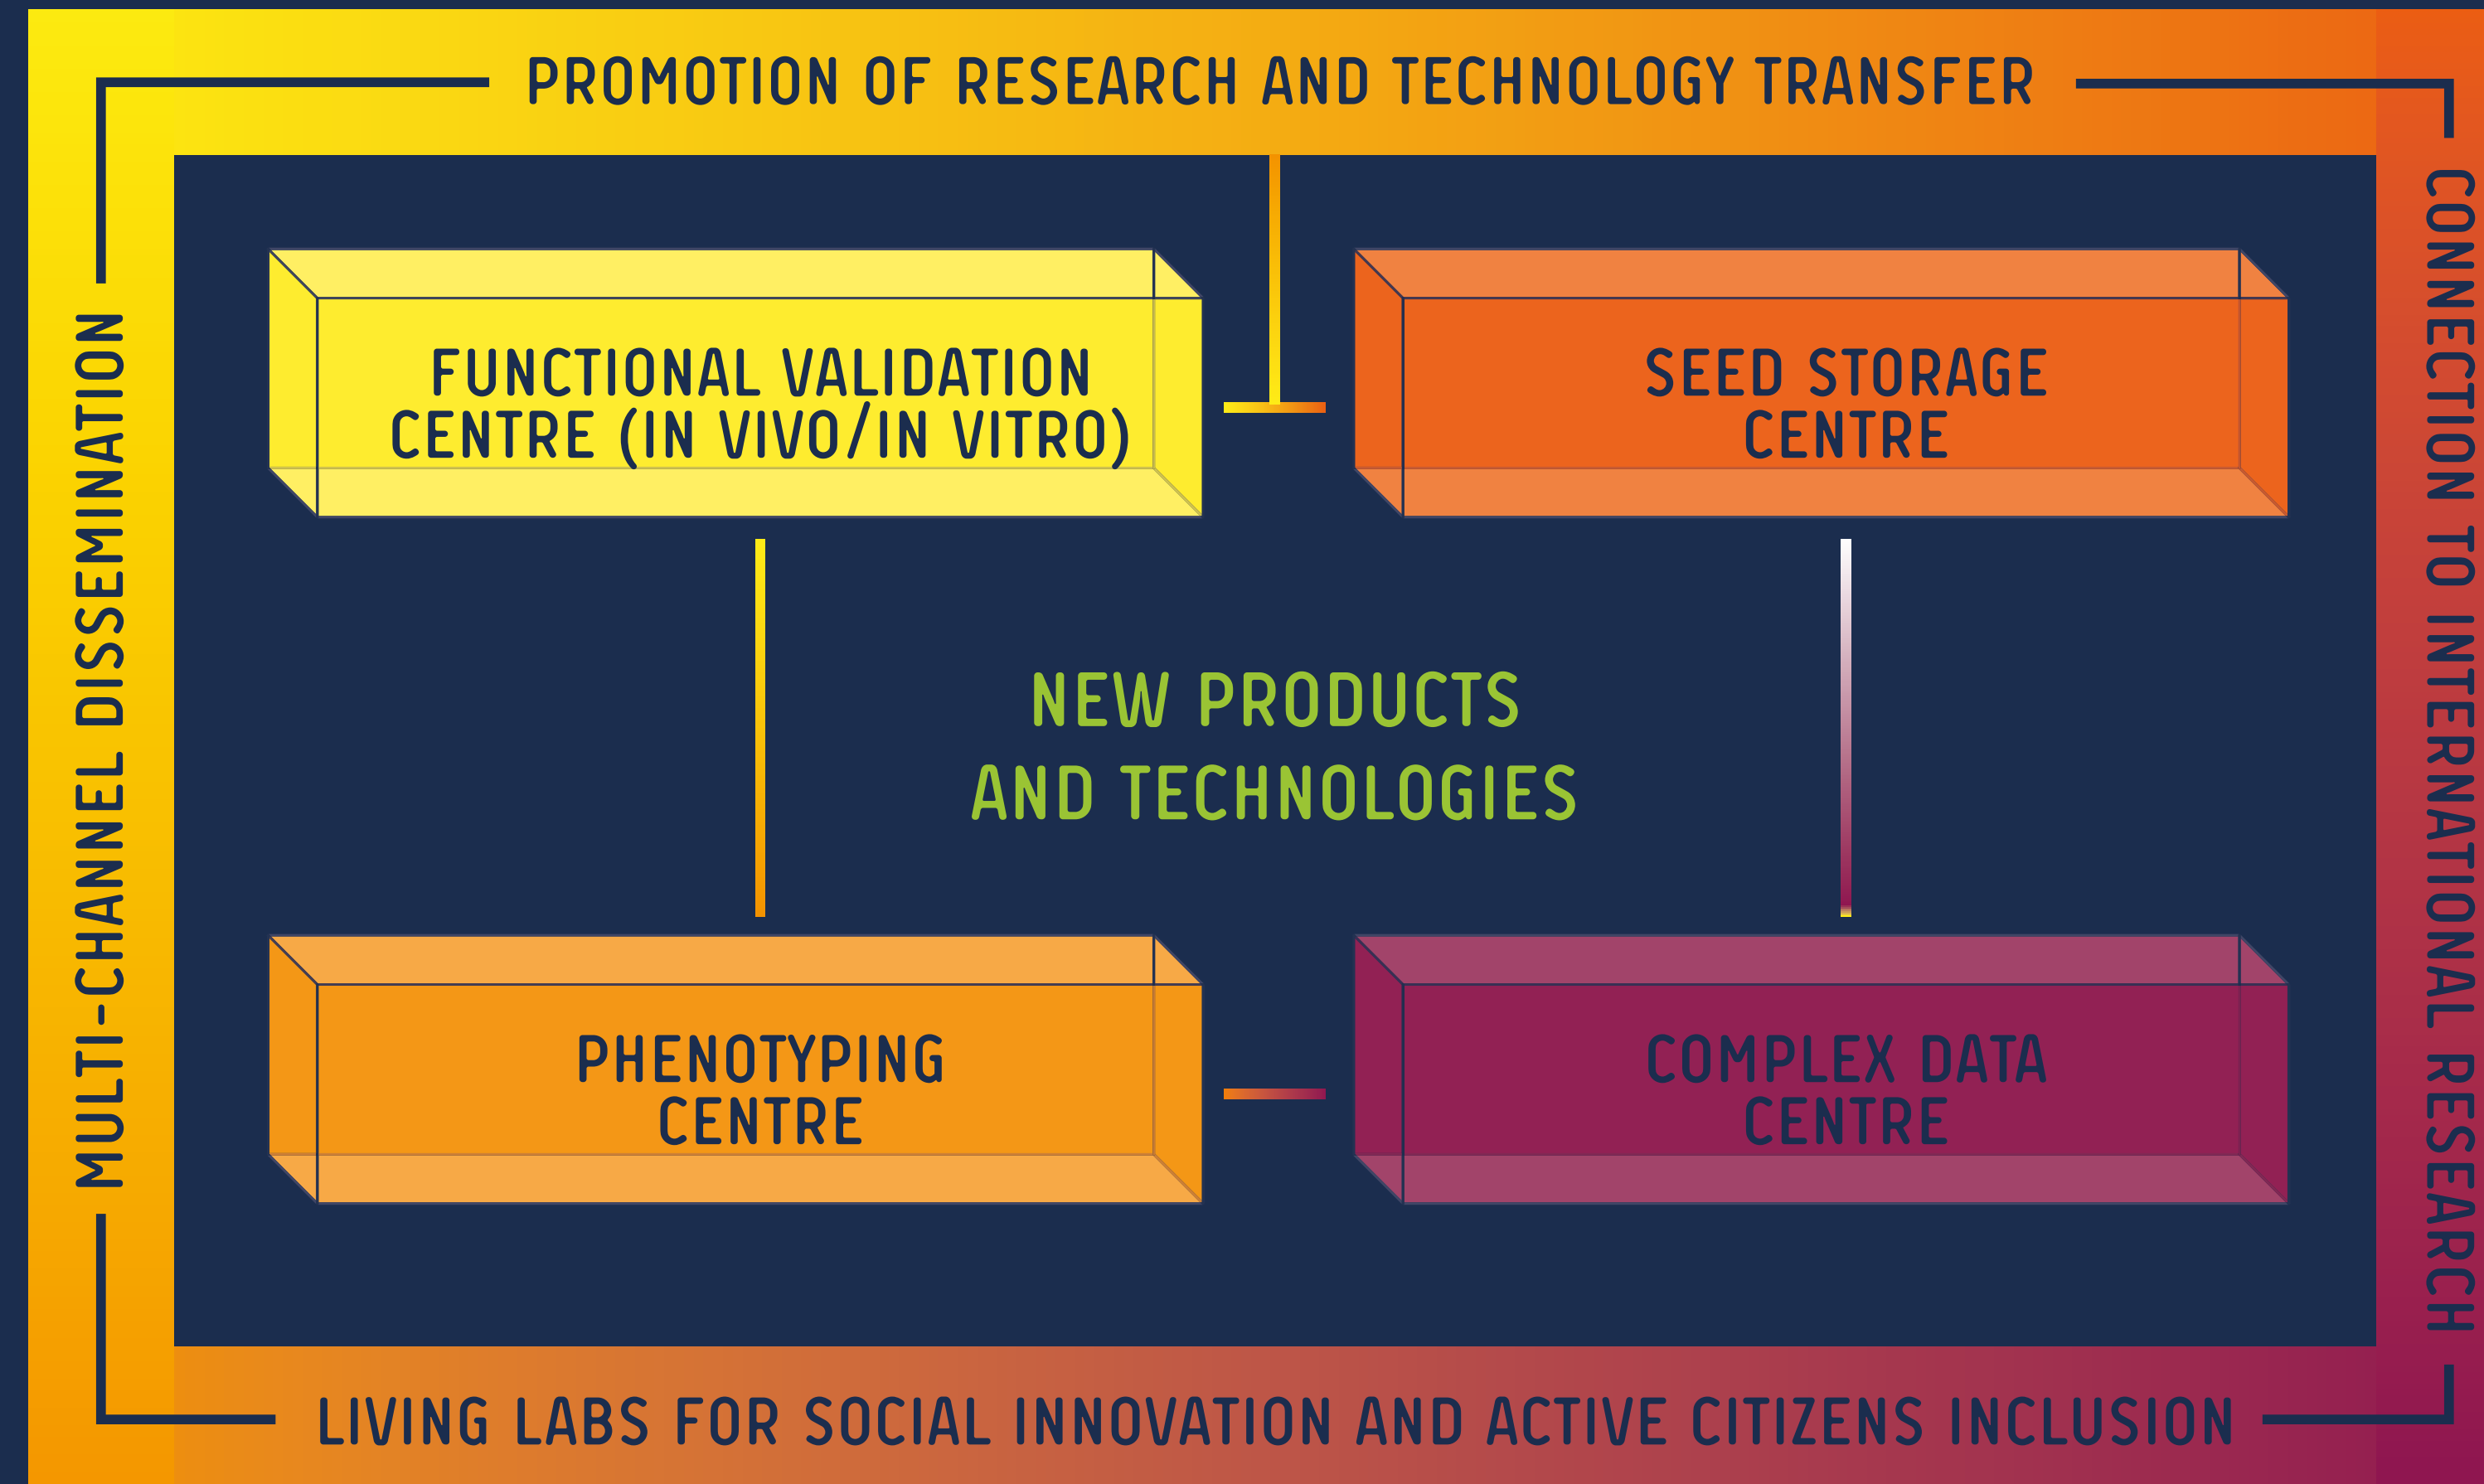 PROMOTION OF RESEARCH AND TECHNOLOGY TRANSFER
MULTI-CHANNEL DISSEMINATION
CONNECTION TO INTERNATIONAL RESEARCH
FUNCTIONAL VALIDATION
CENTRE (IN VIVO/IN VITRO)
SEED STORAGE
CENTRE
NEW PRODUCTS
AND TECHNOLOGIES
PHENOTYPING
CENTRE
COMPLEX DATA
CENTRE
LIVING LABS FOR SOCIAL INNOVATION AND ACTIVE CITIZENS INCLUSION